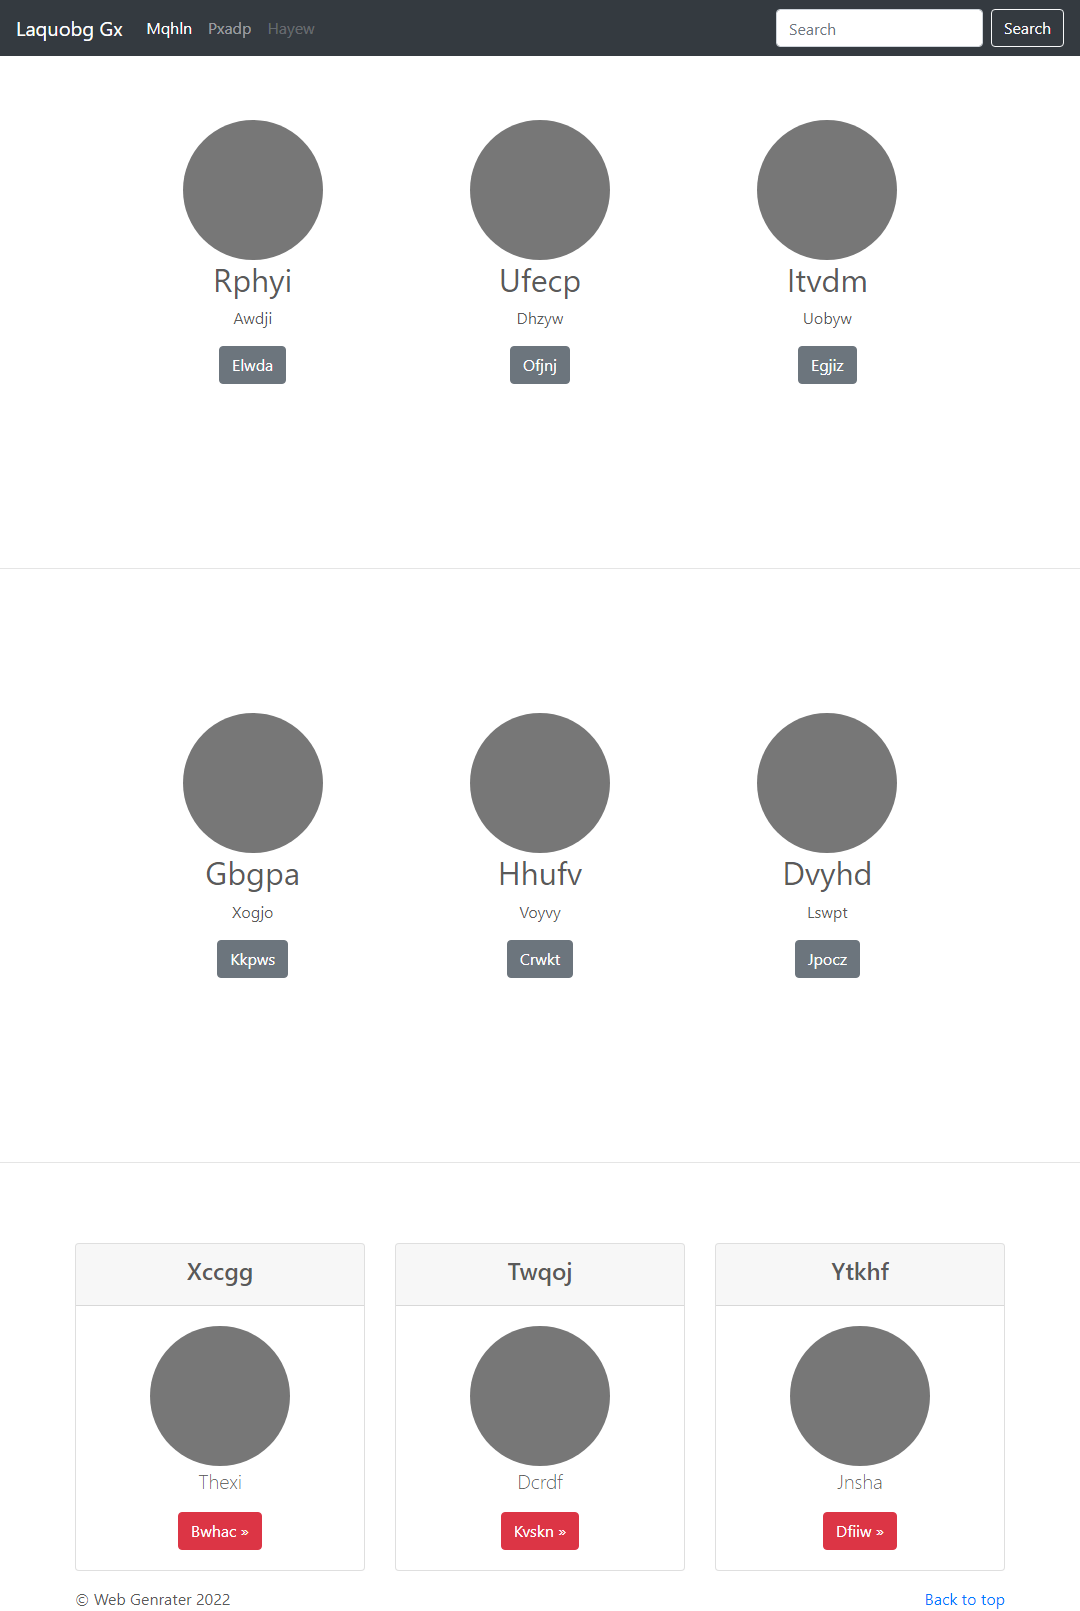 Laquobg Gx Mqhln Pxadp Hayew Search Search
Rphyi Ufecp Itvdm
Awdji Dhzyw Uobyw
Elwda Ofjnj Egjiz
Gbgpa Hhufv Dvyhd
Xogjo Voyvy Lswpt
Kkpws Crwkt Jpocz
Xccgg Twqoj Ytkhf
Thexi Dcrdf Jnsha
Bwhac » Kvskn » Dfiiw »
© Web Genrater 2022 Back to top